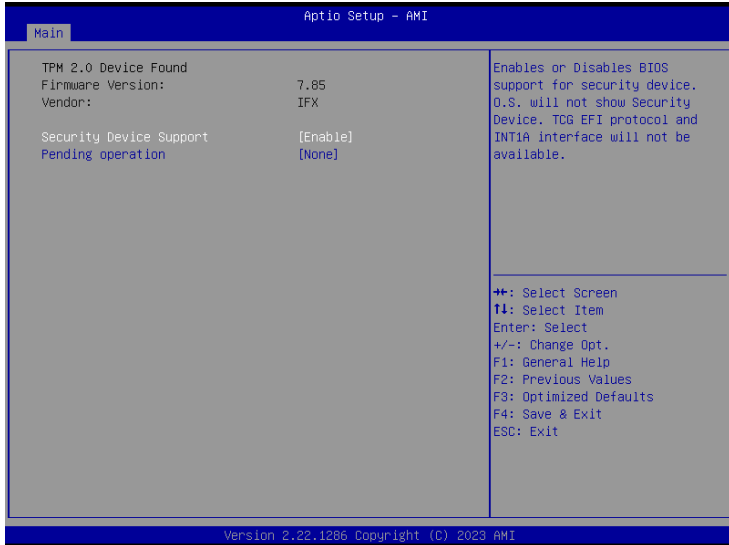 Aptio Setup – AMI
Main
TPM 2.0 Device Found
Firmware Version: 7.85
Vendor: IFX
Security Device Support [Enable]
Pending operation [None]
Enables or Disables BIOS
support for security device.
O.S. will not show Security
Device. TCG EFI protocol and
INT1A interface will not be
available.
→←: Select Screen
↑↓: Select Item
Enter: Select
+/-: Change Opt.
F1: General Help
F2: Previous Values
F3: Optimized Defaults
F4: Save & Exit
ESC: Exit
Version 2.22.1286 Copyright (C) 2023 AMI